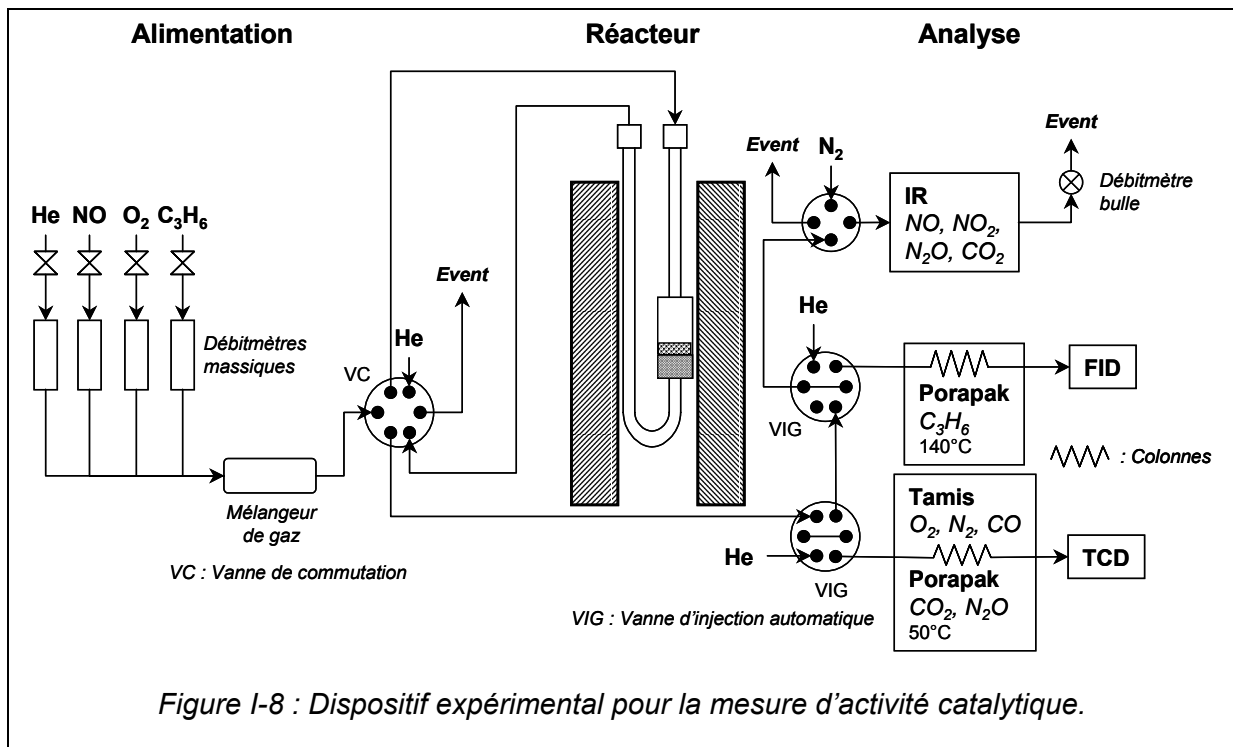 Alimentation
Réacteur
Analyse
He NO O2 C3H6
Débitmètres
massiques
Mélangeur
de gaz
VC : Vanne de commutation
VC
He
Event
Event
N2
IR
NO, NO2,
N2O, CO2
Event
Débitmètre
bulle
He
VIG
Porapak
C3H6
140°C
FID
: Colonnes
He
VIG
Tamis
O2, N2, CO
Porapak
CO2, N2O
50°C
TCD
VIG : Vanne d'injection automatique
Figure I-8 : Dispositif expérimental pour la mesure d'activité catalytique.